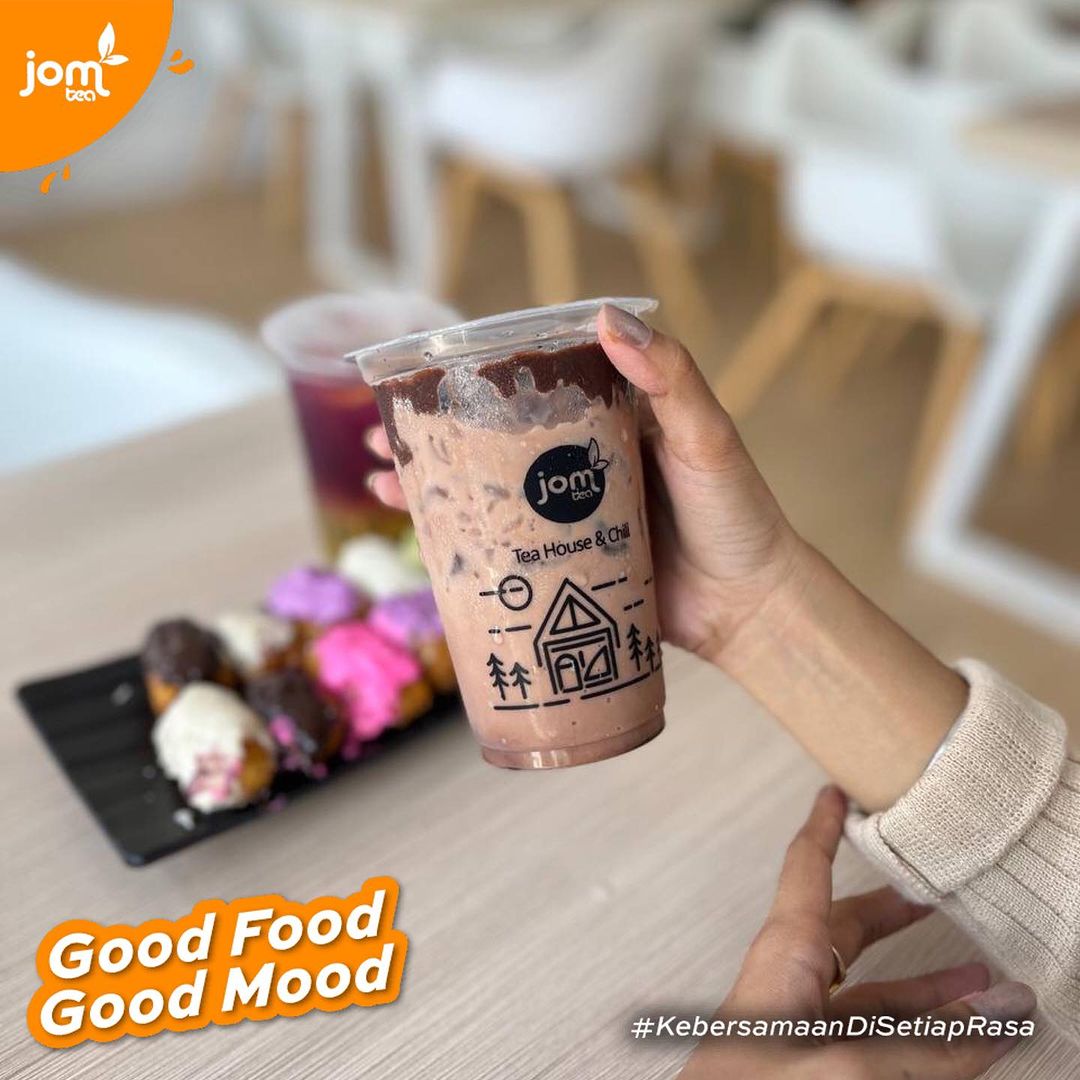 jom
tea
jom
tea
Tea House & Chill
Good Food
Good Mood
#KebersamaanDiSetiapRasa